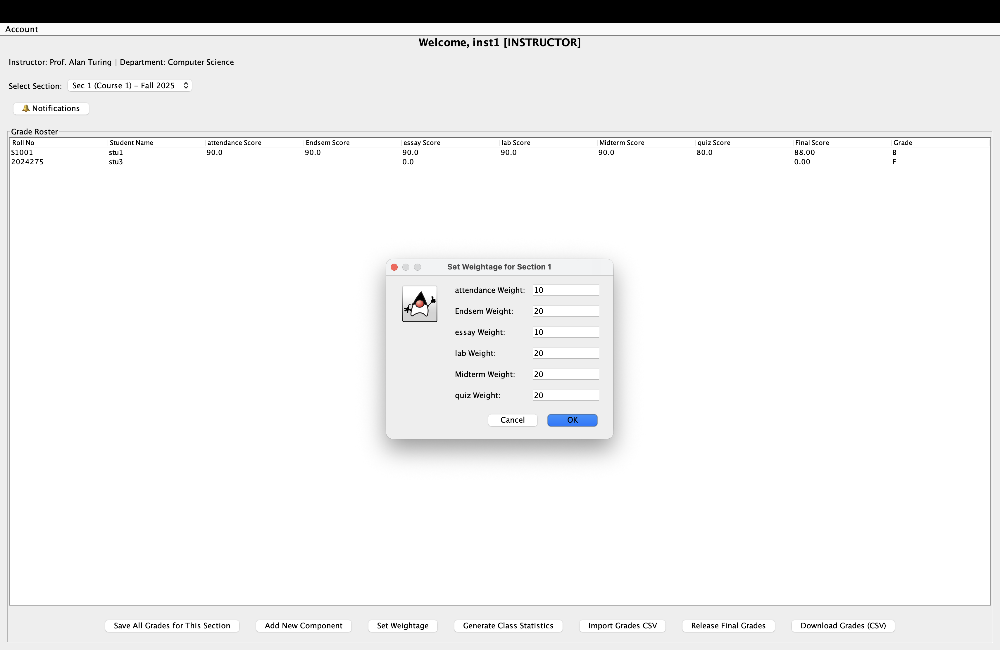 Account
Welcome, inst1 [INSTRUCTOR]
Instructor: Prof. Alan Turing | Department: Computer Science
Select Section: Sec 1 (Course 1) – Fall 2025
Notifications
Grade Roster
Roll No Student Name attendance Score Endsem Score essay Score lab Score Midterm Score quiz Score Final Score Grade
S1001 stu1 90.0 90.0 90.0 90.0 90.0 80.0 88.00 B
2024275 stu3 0.0 0.00 F
Set Weightage for Section 1
attendance Weight: 10
Endsem Weight: 20
essay Weight: 10
lab Weight: 20
Midterm Weight: 20
quiz Weight: 20
Cancel OK
Save All Grades for This Section Add New Component Set Weightage Generate Class Statistics Import Grades CSV Release Final Grades Download Grades (CSV)